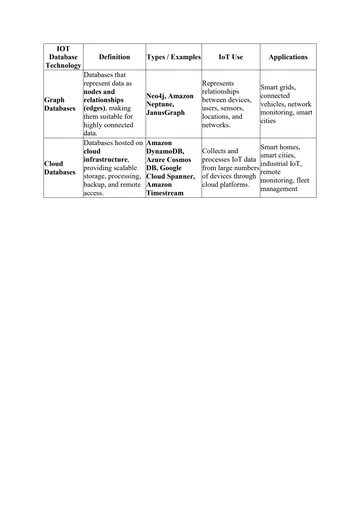 IOT
Database
Technology
Definition
Types / Examples
IoT Use
Applications
Graph
Databases
Databases that
represent data as
nodes and
relationships
(edges), making
them suitable for
highly connected
data.
Neo4j, Amazon
Neptune,
JanusGraph
Represents
relationships
between devices,
users, sensors,
locations, and
networks.
Smart grids,
connected
vehicles, network
monitoring, smart
cities
Cloud
Databases
Databases hosted on
cloud
infrastructure,
providing scalable
storage, processing,
backup, and remote
access.
Amazon
DynamoDB,
Azure Cosmos
DB, Google
Cloud Spanner,
Amazon
Timestream
Collects and
processes IoT data
from large numbers
of devices through
cloud platforms.
Smart homes,
smart cities,
industrial IoT,
remote
monitoring, fleet
management